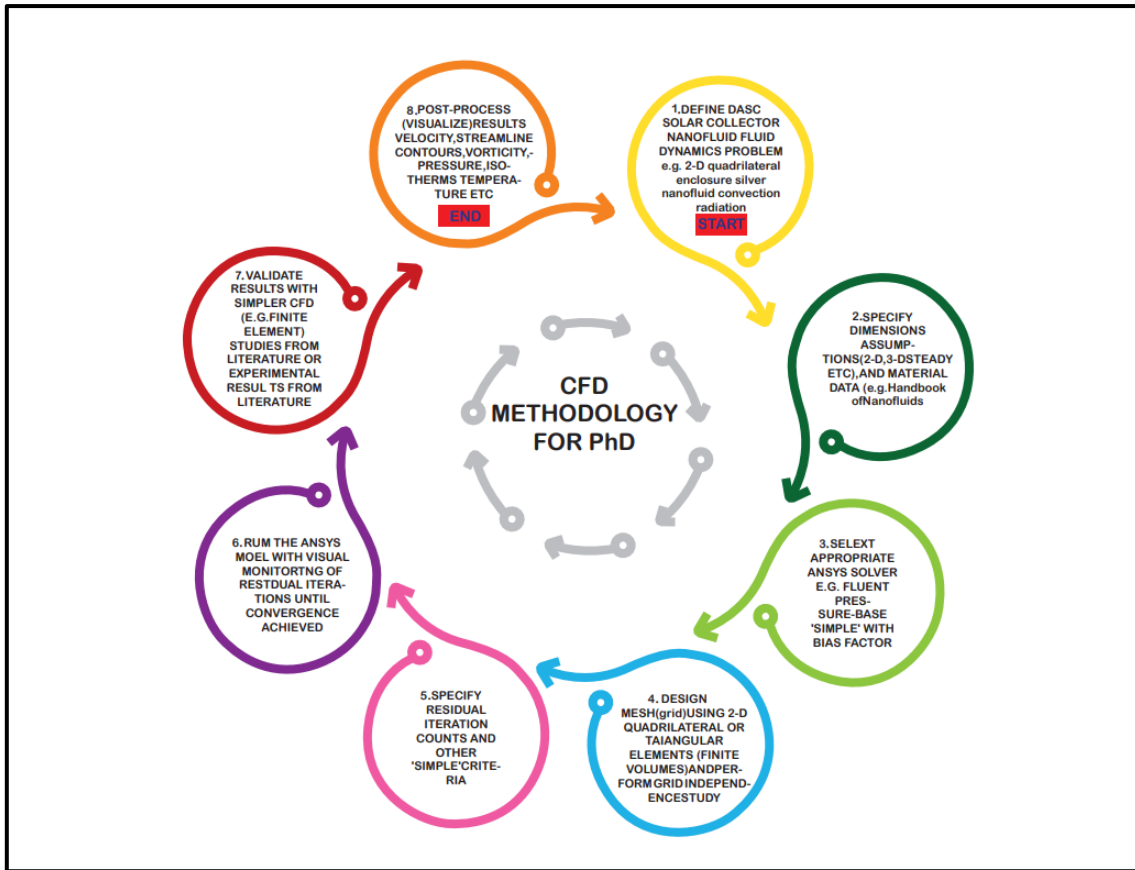 1.DEFINE DASC
SOLAR COLLECTOR
NANOFLUID FLUID
DYNAMICS PROBLEM
e.g. 2-D quadrilateral
enclosure silver
nanofluid convection
radiation
START
2.SPECIFY
DIMENSIONS
ASSUMP-
TIONS(2-D,3-DSTEADY
ETC),AND MATERIAL
DATA (e.g.Handbook
ofNanofluids
3.SELEXT
APPROPRIATE
ANSYS SOLVER
E.G. FLUENT
PRES-
SURE-BASE
'SIMPLE' WITH
BIAS FACTOR
4. DESIGN
MESH(grid)USING 2-D
QUADRILATERAL OR
TAIANGULAR
ELEMENTS (FINITE
VOLUMES)ANDPER-
FORMGRID INDEPEND-
ENCESTUDY
5.SPECIFY
RESIDUAL
ITERATION
COUNTS AND
OTHER
'SIMPLE'CRITE-
RIA
6.RUM THE ANSYS
MOEL WITH VISUAL
MONITORTNG OF
RESTDUAL ITERA-
TIONS UNTIL
CONVERGENCE
ACHIEVED
7.VALIDATE
RESULTS WITH
SIMPLER CFD
(E.G.FINITE
ELEMENT)
STUDIES FROM
LITERATURE OR
EXPERIMENTAL
RESUL TS FROM
LITERATURE
8,POST-PROCESS
(VISUALIZE)RESULTS
VELOCITY,STREAMLINE
CONTOURS,VORTICITY,-
PRESSURE,ISO-
THERMS TEMPERA-
TURE ETC
END
CFD
METHODOLOGY
FOR PhD